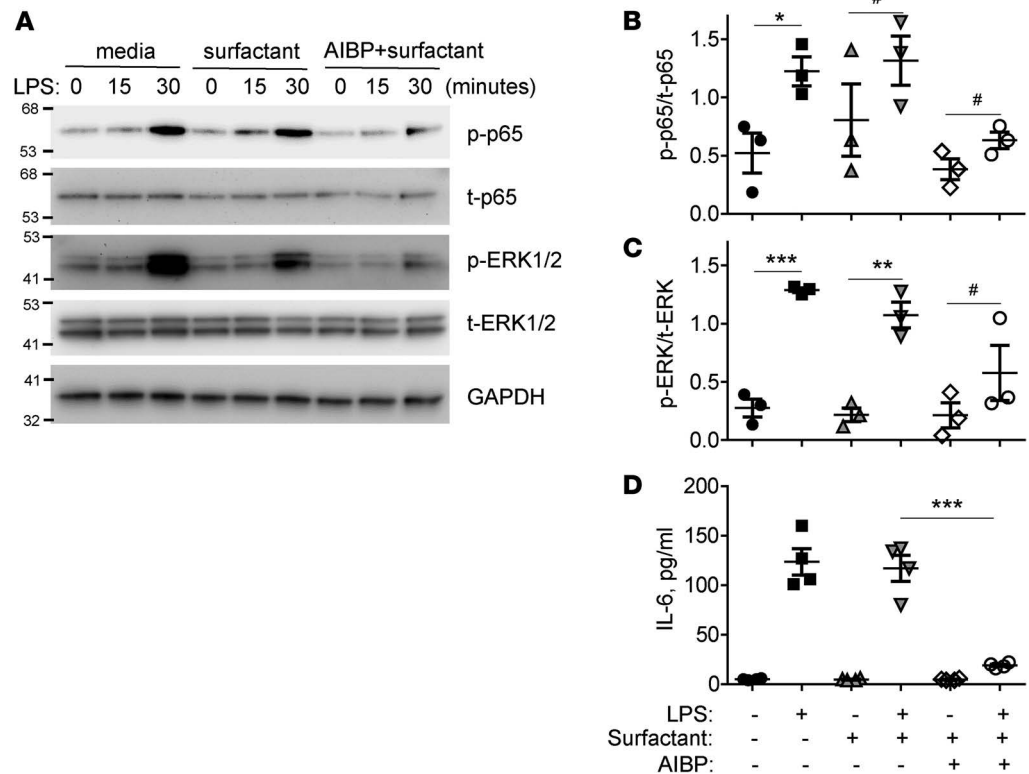 A
media surfactant AIBP+surfactant
LPS: 0 15 30 0 15 30 0 15 30 (minutes)
68
53
p-p65
68
53
t-p65
53
41
p-ERK1/2
53
41
t-ERK1/2
41
32
GAPDH
B
p-p65/t-p65
1.5
1.0
0.5
0.0
* # #
C
p-ERK/t-ERK
1.5
1.0
0.5
0.0
*** ** #
D
IL-6, pg/ml
200
150
100
50
0
***
LPS: - + - + - +
Surfactant: - - + + + +
AIBP: - - - - + +